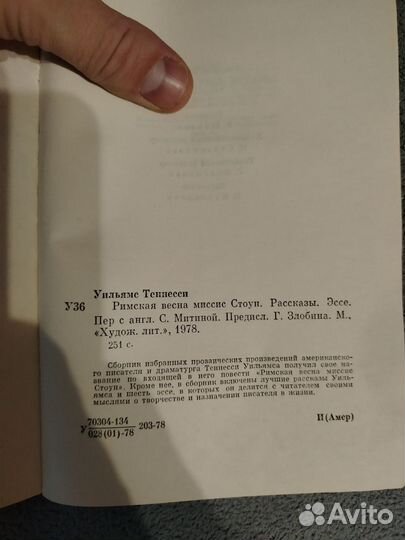 Уильямс Теннесси
У36 Римская весна миссис Стоун. Рассказы. Эссе.
Пер с англ. С. Митиной. Предисл. Г. Злобина. М.,
«Худож. лит.», 1978.
251 с.
Сборник избранных прозаических произведений американско-
го писателя и драматурга Теннесси Уильямса получил свое на-
звание по входящей в него повести «Римская весна миссис
Стоун». Кроме нее, в сборник включены лучшие рассказы Уиль-
ямса и шесть эссе, в которых он делится с читателем своими
мыслями о творчестве и назначении писателя в жизни.
У 70304-134
028(01)-78 203-78
И(Амер)
Avito